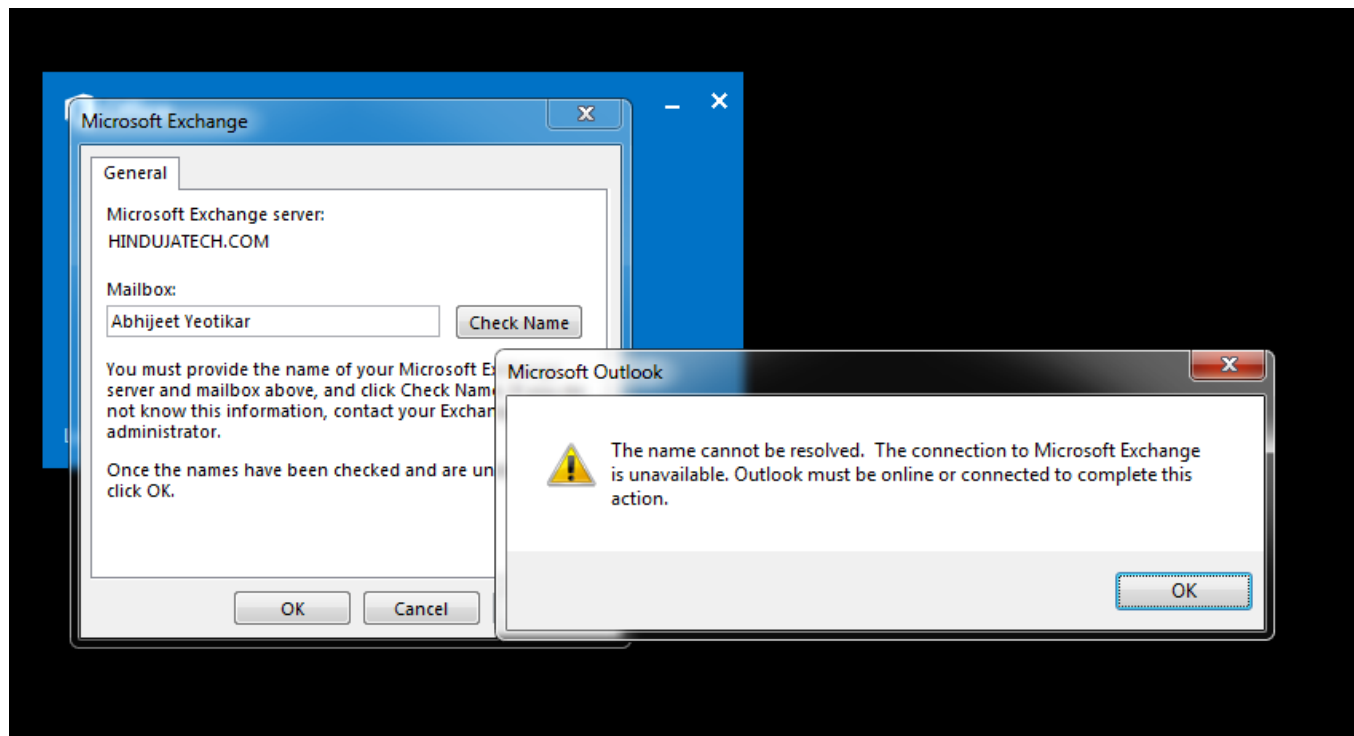 Microsoft Exchange
General
Microsoft Exchange server:
HINDUJATECH.COM
Mailbox:
Abhijeet Yeotikar
Check Name
You must provide the name of your Microsoft Ex
server and mailbox above, and click Check Name
not know this information, contact your Exchan
administrator.
Once the names have been checked and are un
click OK.
OK
Cancel
Microsoft Outlook
The name cannot be resolved.  The connection to Microsoft Exchange
is unavailable. Outlook must be online or connected to complete this
action.
OK